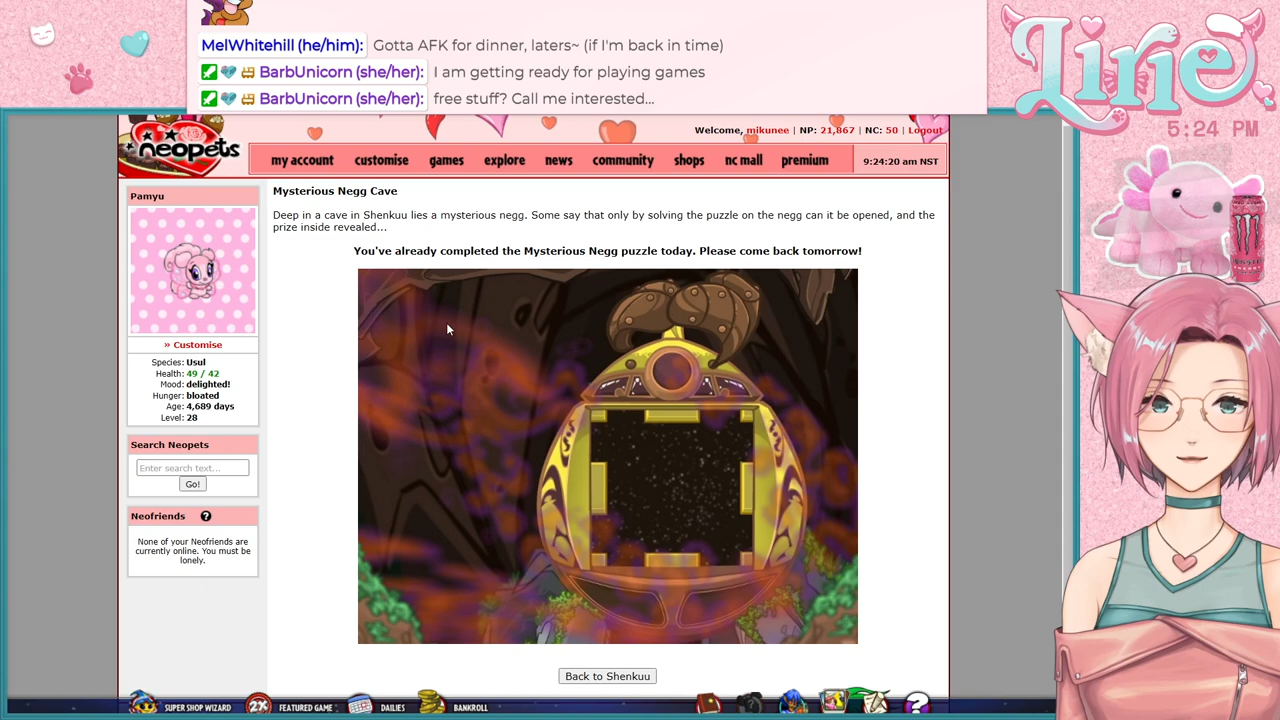 MelWhitehill (he/him): Gotta AFK for dinner, laters~ (if I'm back in time)
BarbUnicorn (she/her): I am getting ready for playing games
BarbUnicorn (she/her): free stuff? Call me interested...
Lirie
5:24 PM
neopets
Welcome, mikunee | NP: 21,867 | NC: 50 | Logout
my account customise games explore news community shops nc mall premium
9:24:20 am NST
Pamyu
» Customise
Species: Usul
Health: 49 / 42
Mood: delighted!
Hunger: bloated
Age: 4,689 days
Level: 28
Search Neopets
Enter search text...
Go!
Neofriends ?
None of your Neofriends are
currently online. You must be
lonely.
Mysterious Negg Cave
Deep in a cave in Shenkuu lies a mysterious negg. Some say that only by solving the puzzle on the negg can it be opened, and the
prize inside revealed...
You've already completed the Mysterious Negg puzzle today. Please come back tomorrow!
Back to Shenkuu
SUPER SHOP WIZARD 2X FEATURED GAME DAILIES BANKROLL ?